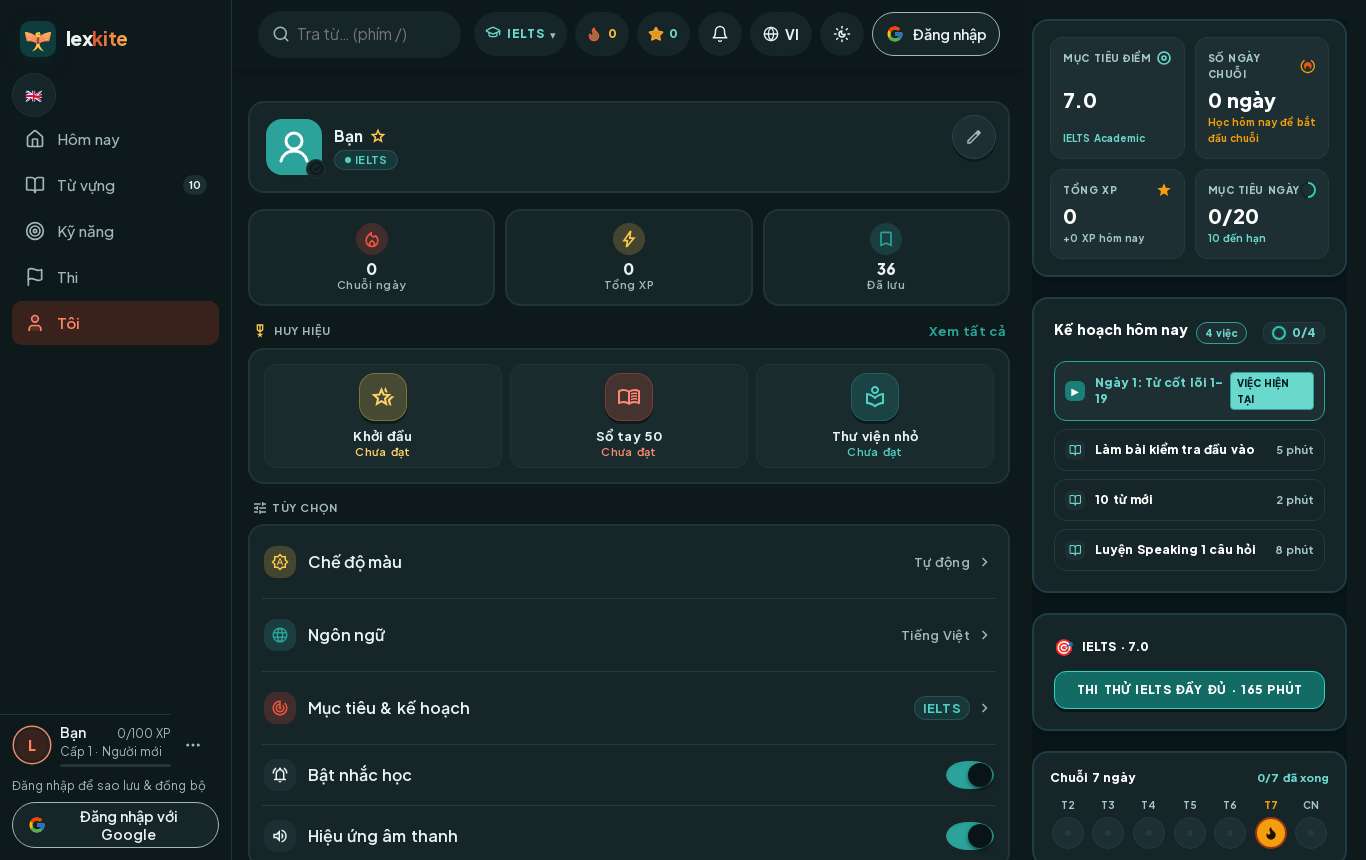 lexkite
Hôm nay
Từ vựng
10
Kỹ năng
Thi
Tôi
L
Bạn
0/100 XP
Cấp 1 · Người mới
Đăng nhập để sao lưu & đồng bộ
Đăng nhập với
Google
Tra từ... (phím /)
IELTS ▾
0
0
VI
Đăng nhập
Bạn
IELTS
0
Chuỗi ngày
0
Tổng XP
36
Đã lưu
HUY HIỆU
Xem tất cả
Khởi đầu
Chưa đạt
Sổ tay 50
Chưa đạt
Thư viện nhỏ
Chưa đạt
TÙY CHỌN
Chế độ màu
Tự động
Ngôn ngữ
Tiếng Việt
Mục tiêu & kế hoạch
IELTS
Bật nhắc học
Hiệu ứng âm thanh
MỤC TIÊU ĐIỂM
7.0
IELTS Academic
SỐ NGÀY
CHUỖI
0 ngày
Học hôm nay để bắt
đầu chuỗi
TỔNG XP
0
+0 XP hôm nay
MỤC TIÊU NGÀY
0/20
10 đến hạn
Kế hoạch hôm nay
4 việc
0/4
Ngày 1: Từ cốt lõi 1–
19
VIỆC HIỆN
TẠI
Làm bài kiểm tra đầu vào
5 phút
10 từ mới
2 phút
Luyện Speaking 1 câu hỏi
8 phút
IELTS · 7.0
THI THỬ IELTS ĐẦY ĐỦ · 165 PHÚT
Chuỗi 7 ngày
0/7 đã xong
T2 T3 T4 T5 T6 T7 CN